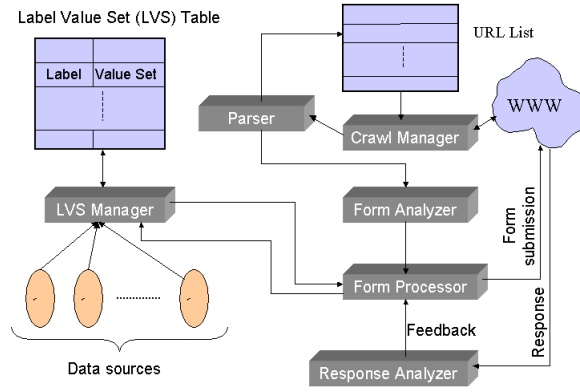 Label Value Set (LVS) Table
URL List
Label
Value Set
WWW
Parser
Crawl Manager
LVS Manager
Form Analyzer
Form
submission
Form Processor
Response
Feedback
Data sources
Response Analyzer